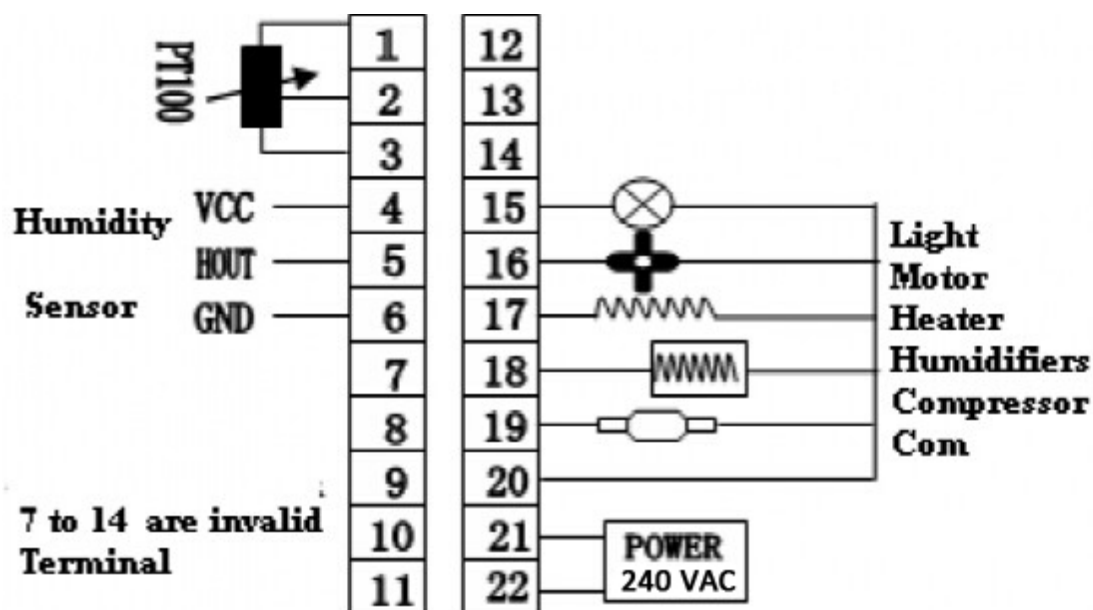 PT100
1
2
3
4
5
6
7
8
9
10
11
12
13
14
15
16
17
18
19
20
21
22
Humidity
Sensor
VCC
HOUT
GND
7 to 14 are invalid
Terminal
Light
Motor
Heater
Humidifiers
Compressor
Com
POWER
240 VAC